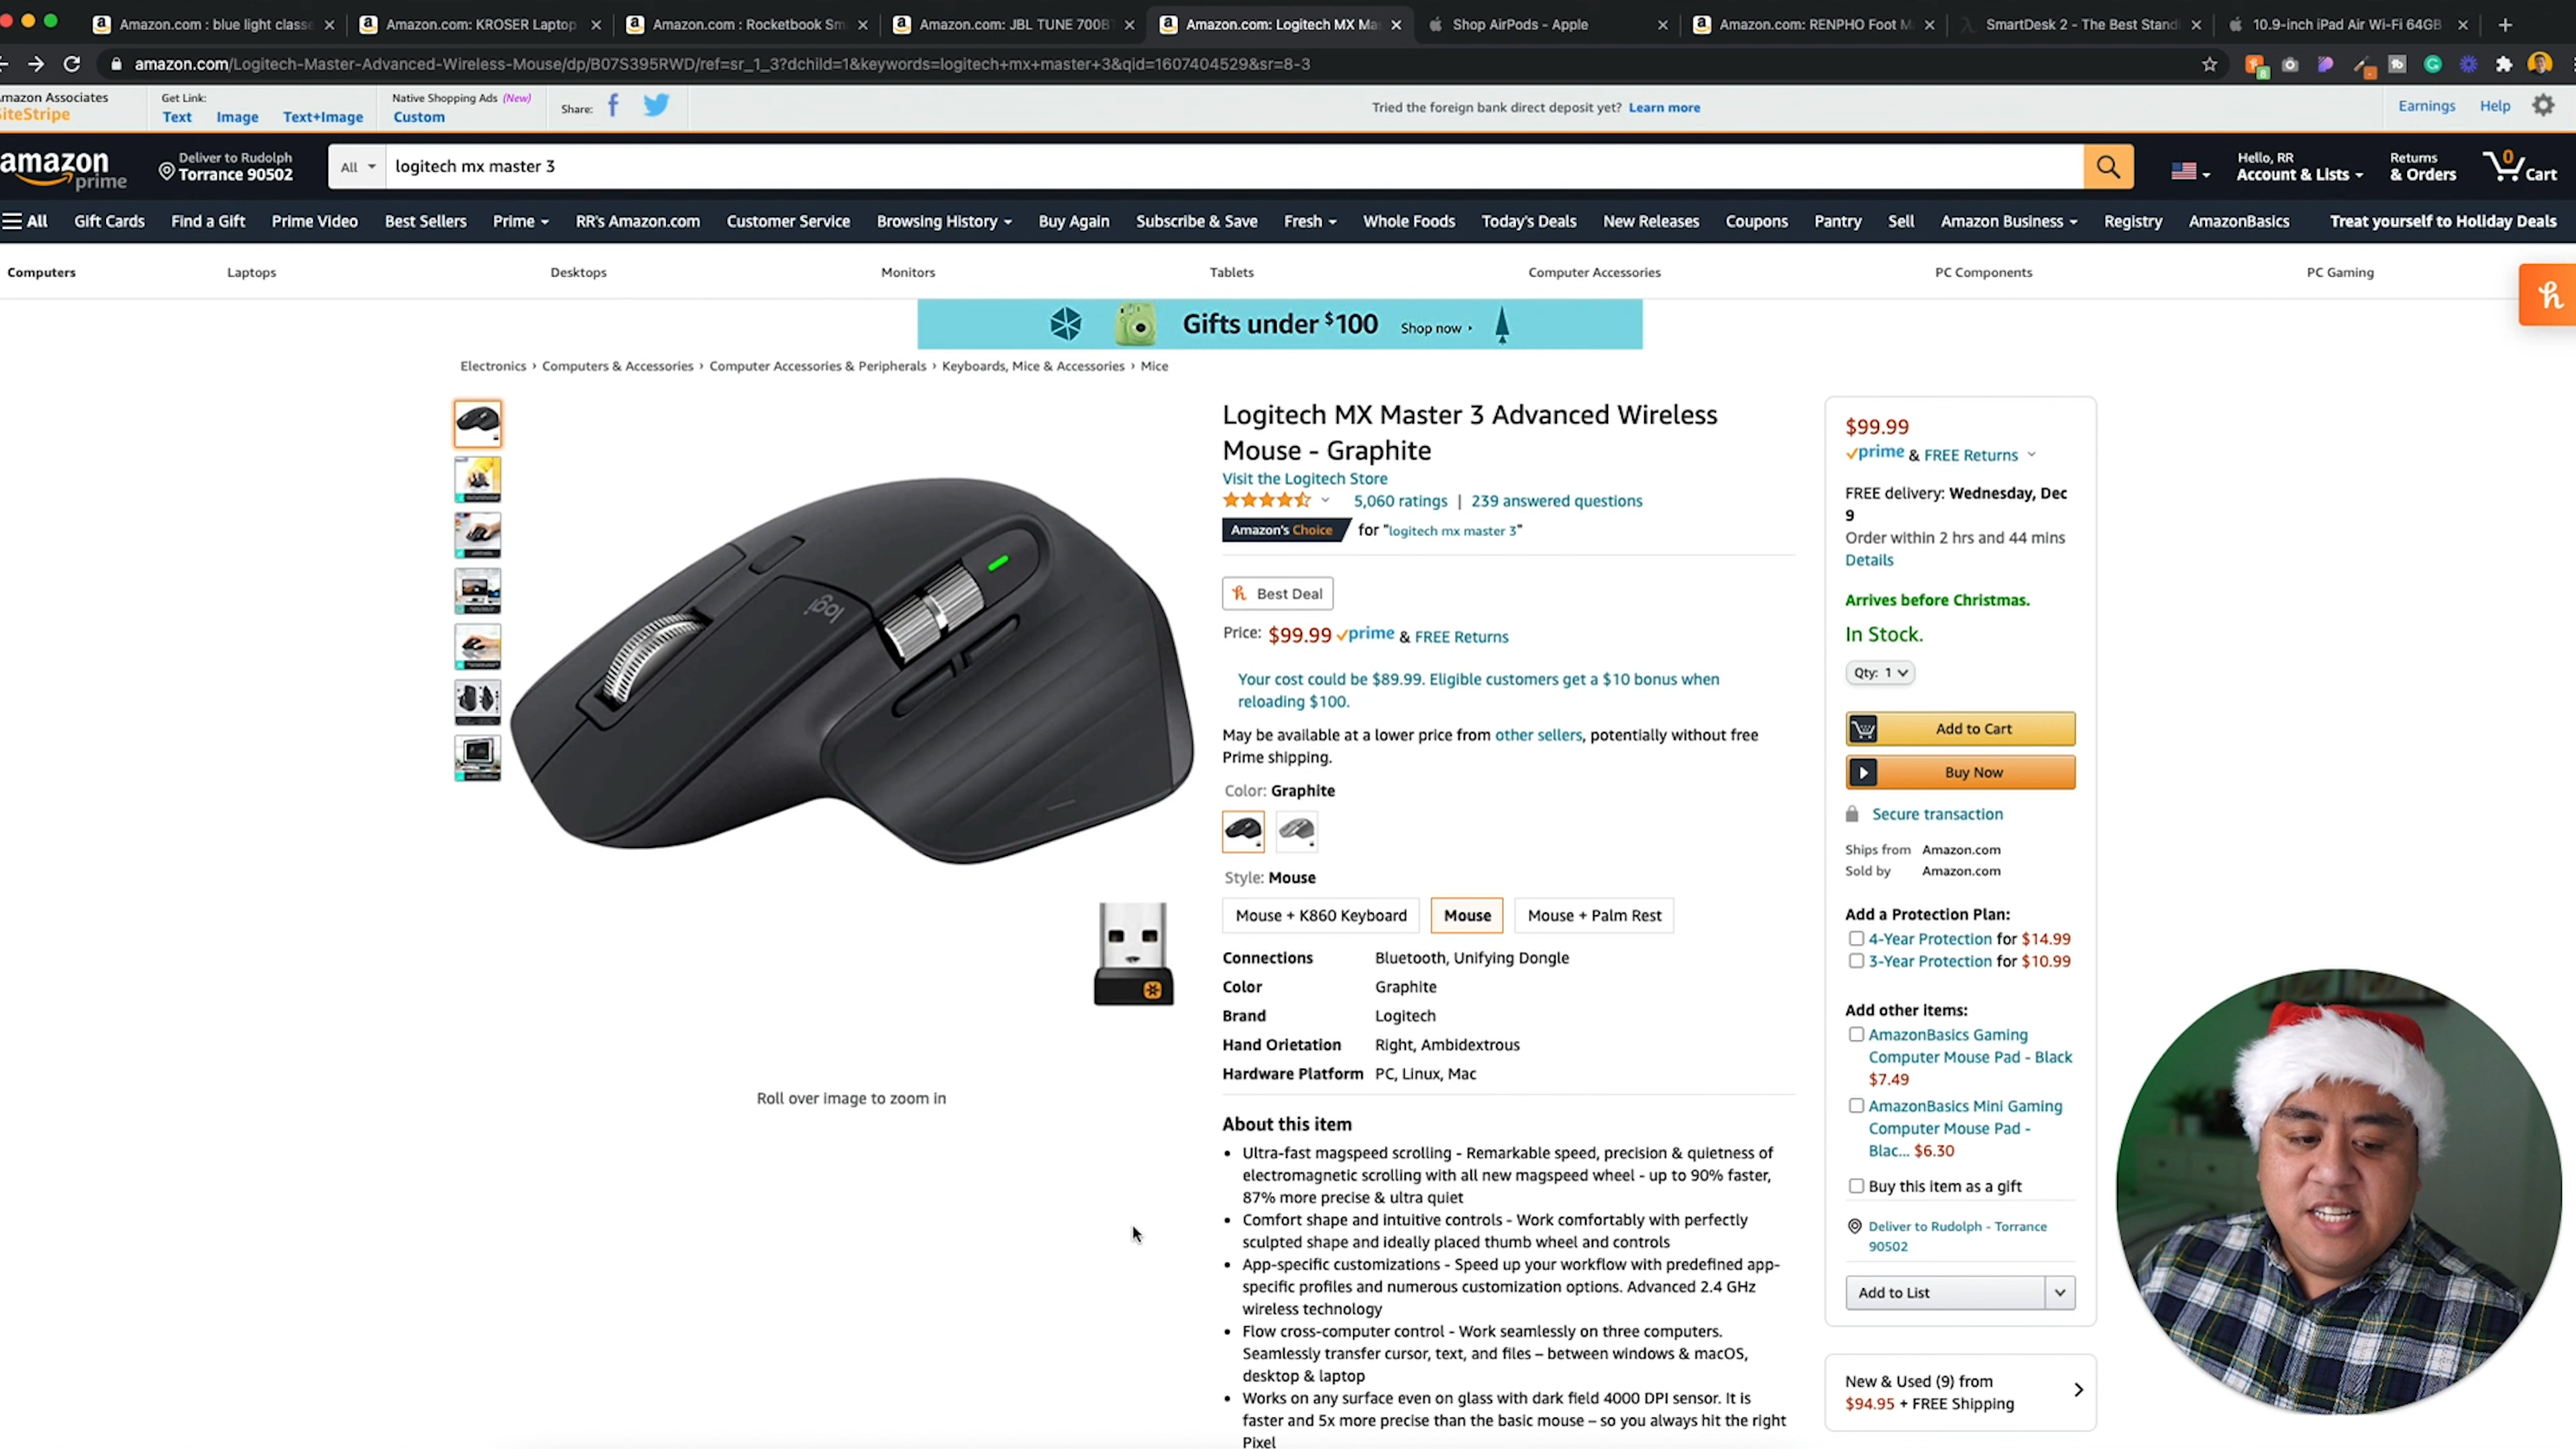 Amazon.com : blue light classe
Amazon.com: KROSER Laptop
Amazon.com : Rocketbook Sm
Amazon.com: JBL TUNE 700BT
Amazon.com: Logitech MX Mas
Shop AirPods - Apple
Amazon.com: RENPHO Foot M
SmartDesk 2 - The Best Stand
10.9-inch iPad Air Wi-Fi 64GB
amazon.com/Logitech-Master-Advanced-Wireless-Mouse/dp/B07S395RWD/ref=sr_1_3?dchild=1&keywords=logitech+mx+master+3&qid=1607404529&sr=8-3
mazon Associates
iteStripe
Get Link:
Text Image Text+Image
Native Shopping Ads (New)
Custom
Share:
Tried the foreign bank direct deposit yet? Learn more
Earnings Help
amazon
prime
Deliver to Rudolph
Torrance 90502
All
logitech mx master 3
Hello, RR
Account & Lists
Returns
& Orders
0
Cart
All Gift Cards Find a Gift Prime Video Best Sellers Prime RR's Amazon.com Customer Service Browsing History Buy Again Subscribe & Save Fresh Whole Foods Today's Deals New Releases Coupons Pantry Sell Amazon Business Registry AmazonBasics Treat yourself to Holiday Deals
Computers Laptops Desktops Monitors Tablets Computer Accessories PC Components PC Gaming
Gifts under $100 Shop now ›
Electronics › Computers & Accessories › Computer Accessories & Peripherals › Keyboards, Mice & Accessories › Mice
logi
Roll over image to zoom in
Logitech MX Master 3 Advanced Wireless
Mouse - Graphite
Visit the Logitech Store
5,060 ratings | 239 answered questions
Amazon's Choice for "logitech mx master 3"
Best Deal
Price: $99.99 prime & FREE Returns
Your cost could be $89.99. Eligible customers get a $10 bonus when
reloading $100.
May be available at a lower price from other sellers, potentially without free
Prime shipping.
Color: Graphite
Style: Mouse
Mouse + K860 Keyboard Mouse Mouse + Palm Rest
Connections Bluetooth, Unifying Dongle
Color Graphite
Brand Logitech
Hand Orietation Right, Ambidextrous
Hardware Platform PC, Linux, Mac
About this item
• Ultra-fast magspeed scrolling - Remarkable speed, precision & quietness of
electromagnetic scrolling with all new magspeed wheel - up to 90% faster,
87% more precise & ultra quiet
• Comfort shape and intuitive controls - Work comfortably with perfectly
sculpted shape and ideally placed thumb wheel and controls
• App-specific customizations - Speed up your workflow with predefined app-
specific profiles and numerous customization options. Advanced 2.4 GHz
wireless technology
• Flow cross-computer control - Work seamlessly on three computers.
Seamlessly transfer cursor, text, and files – between windows & macOS,
desktop & laptop
• Works on any surface even on glass with dark field 4000 DPI sensor. It is
faster and 5x more precise than the basic mouse – so you always hit the right
Pixel
$99.99
prime & FREE Returns
FREE delivery: Wednesday, Dec
9
Order within 2 hrs and 44 mins
Details
Arrives before Christmas.
In Stock.
Qty: 1
Add to Cart
Buy Now
Secure transaction
Ships from Amazon.com
Sold by Amazon.com
Add a Protection Plan:
4-Year Protection for $14.99
3-Year Protection for $10.99
Add other items:
AmazonBasics Gaming
Computer Mouse Pad - Black
$7.49
AmazonBasics Mini Gaming
Computer Mouse Pad -
Blac... $6.30
Buy this item as a gift
Deliver to Rudolph - Torrance
90502
Add to List
New & Used (9) from
$94.95 + FREE Shipping